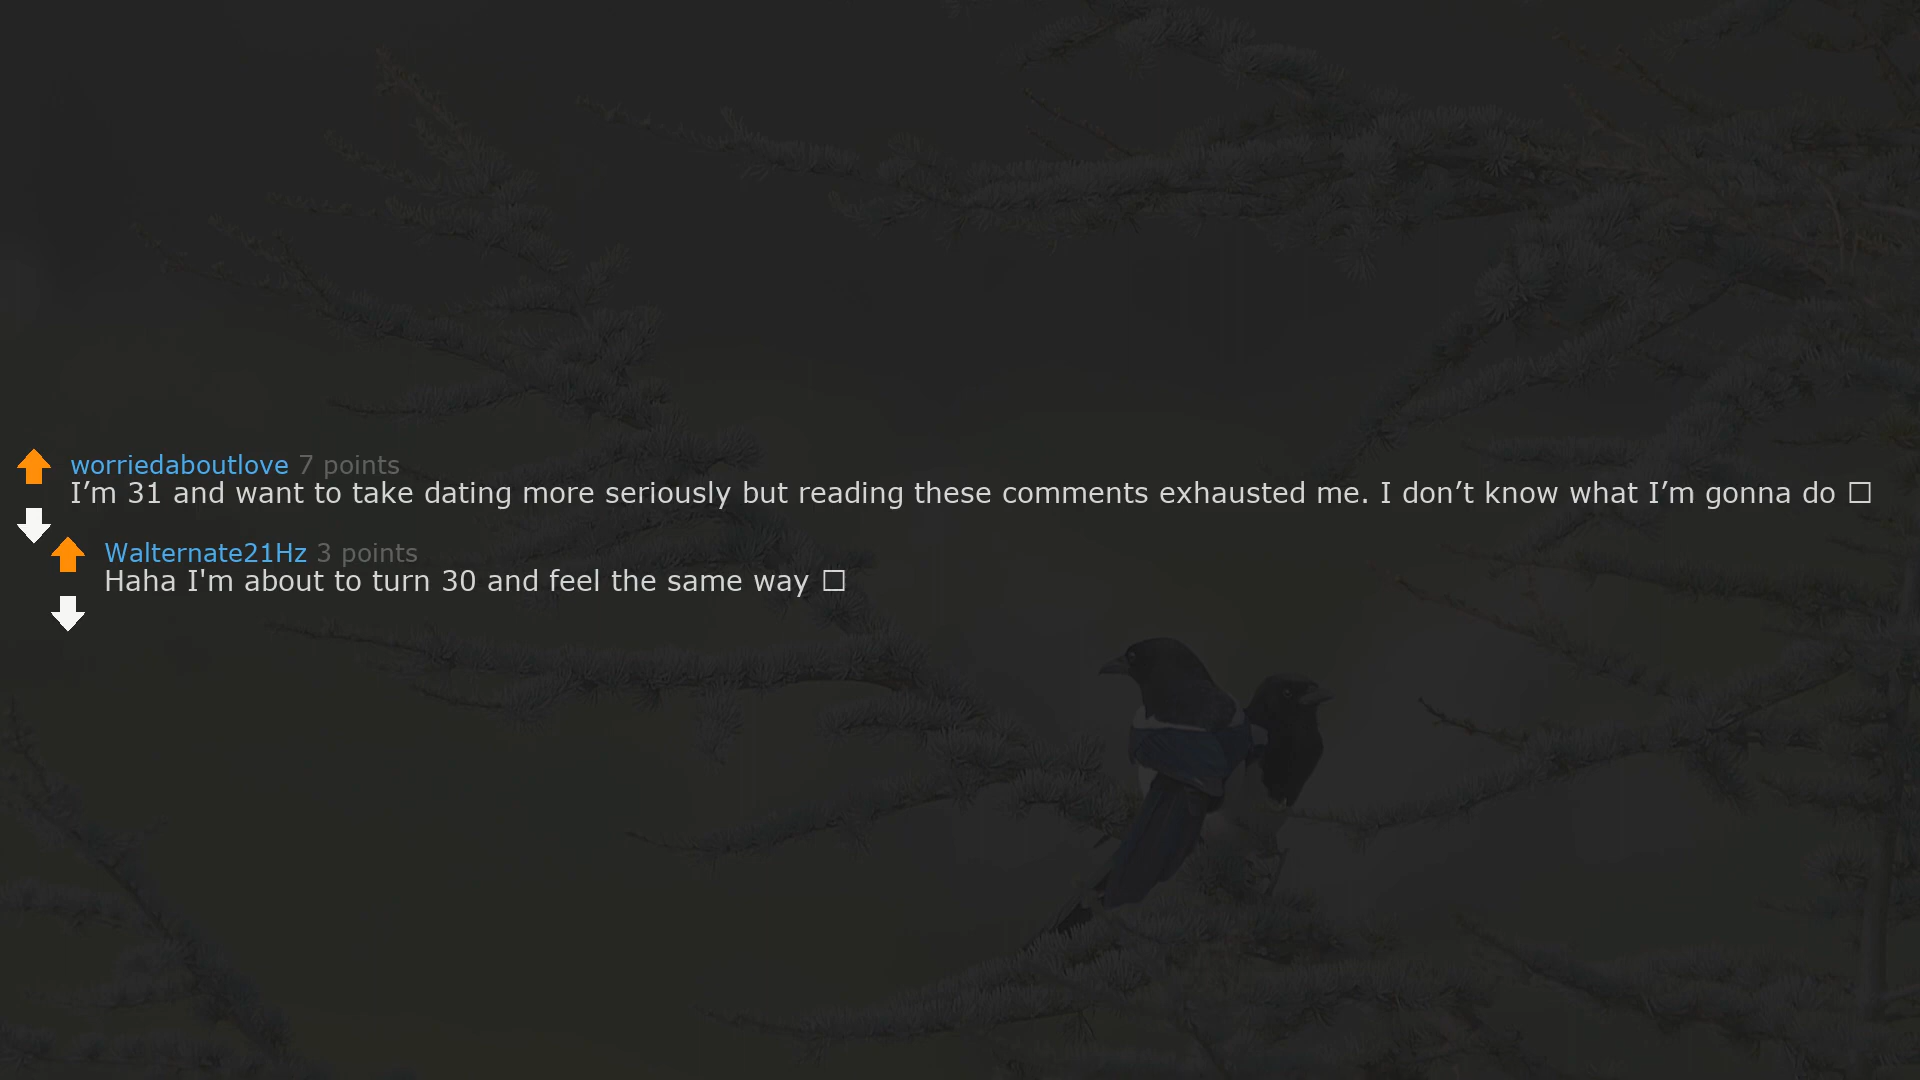 worriedaboutlove 7 points
I’m 31 and want to take dating more seriously but reading these comments exhausted me. I don’t know what I’m gonna do □
Walternate21Hz 3 points
Haha I'm about to turn 30 and feel the same way □